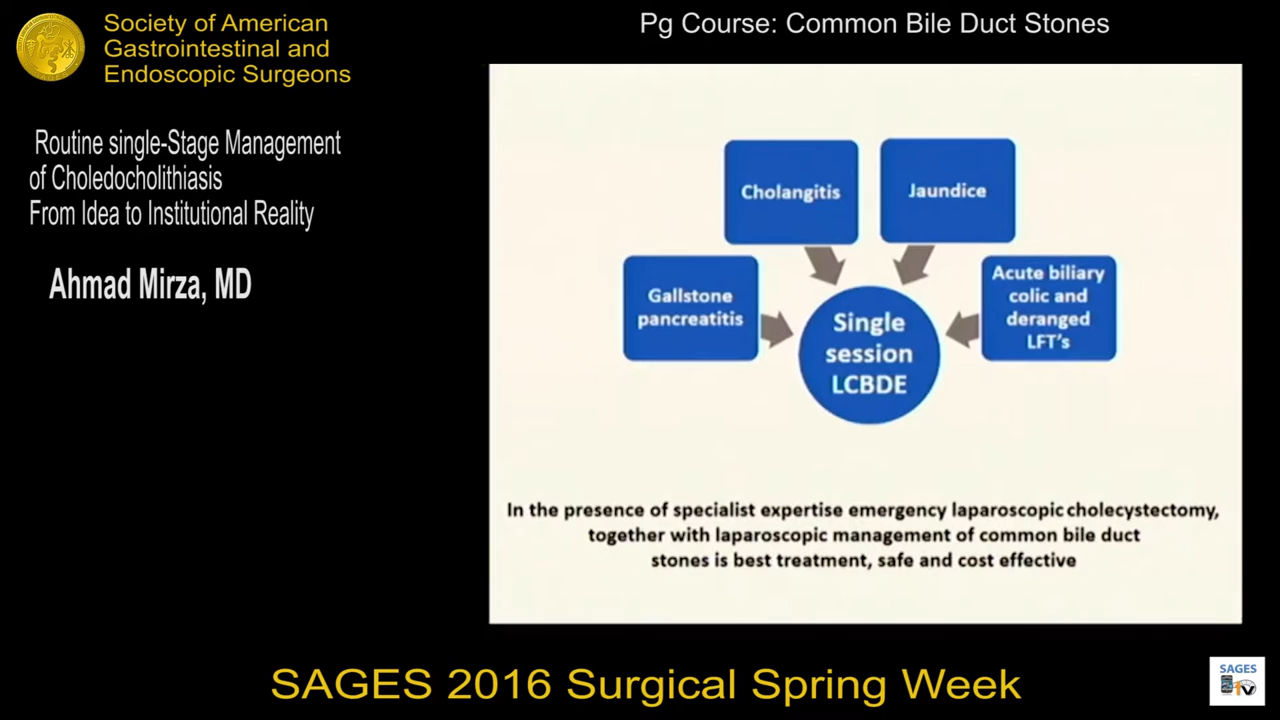 Society of American
Gastrointestinal and
Endoscopic Surgeons
Pg Course: Common Bile Duct Stones
Routine single-Stage Management
of Choledocholithiasis
From Idea to Institutional Reality
Ahmad Mirza, MD
Cholangitis
Jaundice
Gallstone
pancreatitis
Acute biliary
colic and
deranged
LFT's
Single
session
LCBDE
In the presence of specialist expertise emergency laparoscopic cholecystectomy,
together with laparoscopic management of common bile duct
stones is best treatment, safe and cost effective
SAGES 2016 Surgical Spring Week
SAGES
TV